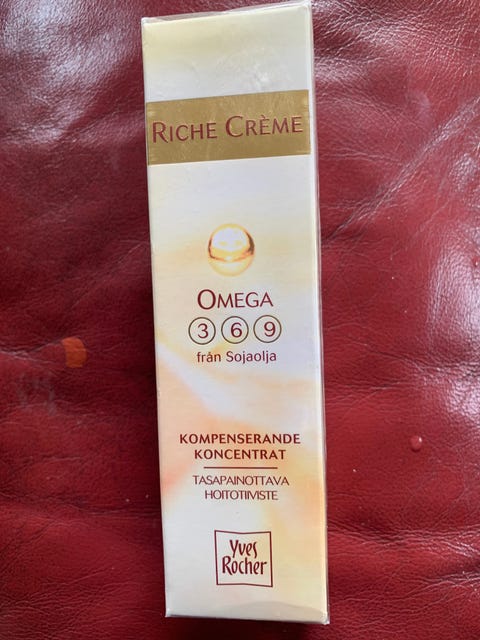 RICHE CRÈME
OMEGA
3 6 9
från Sojaolja
KOMPENSERANDE
KONCENTRAT
TASAPAINOTTAVA
HOITOTIIVISTE
Yves
Rocher